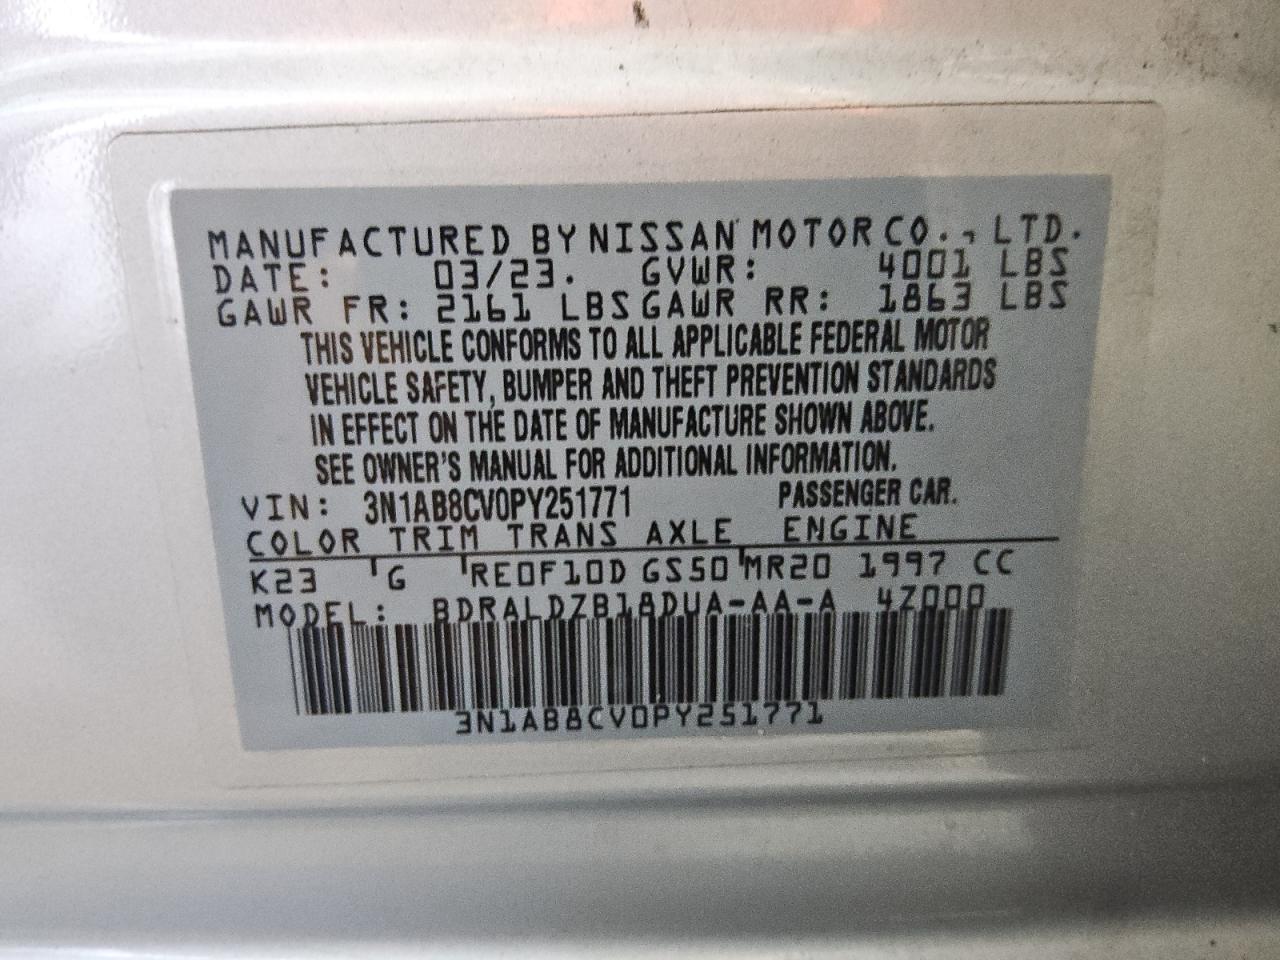 MANUFACTURED BY NISSAN MOTOR CO., LTD.
DATE: 03/23. GVWR: 4001 LBS
GAWR FR: 2161 LBS GAWR RR: 1863 LBS
THIS VEHICLE CONFORMS TO ALL APPLICABLE FEDERAL MOTOR
VEHICLE SAFETY, BUMPER AND THEFT PREVENTION STANDARDS
IN EFFECT ON THE DATE OF MANUFACTURE SHOWN ABOVE.
SEE OWNER'S MANUAL FOR ADDITIONAL INFORMATION.
VIN: 3N1AB8CV0PY251771 PASSENGER CAR.
COLOR TRIM TRANS AXLE ENGINE
K23 G RE0F10D GS50 MR20 1997 CC
MODEL: BDRALDZB18DUA-AA-A 4Z000
3N1AB8CV0PY251771